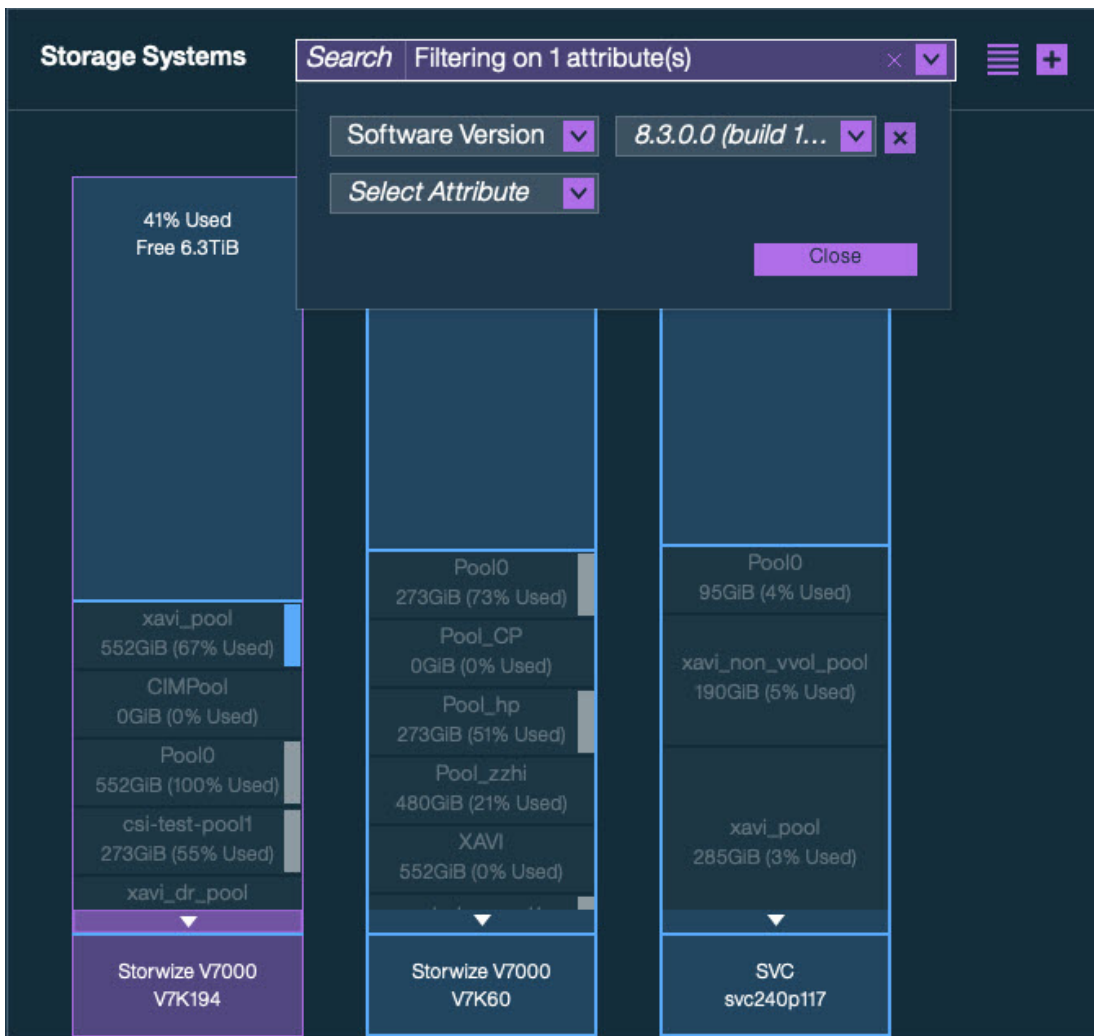 Storage Systems
Search Filtering on 1 attribute(s)
Software Version 8.3.0.0 (build 1...
Select Attribute
Close
41% Used
Free 6.3TiB
xavi_pool
552GiB (67% Used)
CIMPool
0GiB (0% Used)
Pool0
552GiB (100% Used)
csi-test-pool1
273GiB (55% Used)
xavi_dr_pool
Storwize V7000
V7K194
Pool0
273GiB (73% Used)
Pool_CP
0GiB (0% Used)
Pool_hp
273GiB (51% Used)
Pool_zzhi
480GiB (21% Used)
XAVI
552GiB (0% Used)
Storwize V7000
V7K60
Pool0
95GiB (4% Used)
xavi_non_vvol_pool
190GiB (5% Used)
xavi_pool
285GiB (3% Used)
SVC
svc240p117